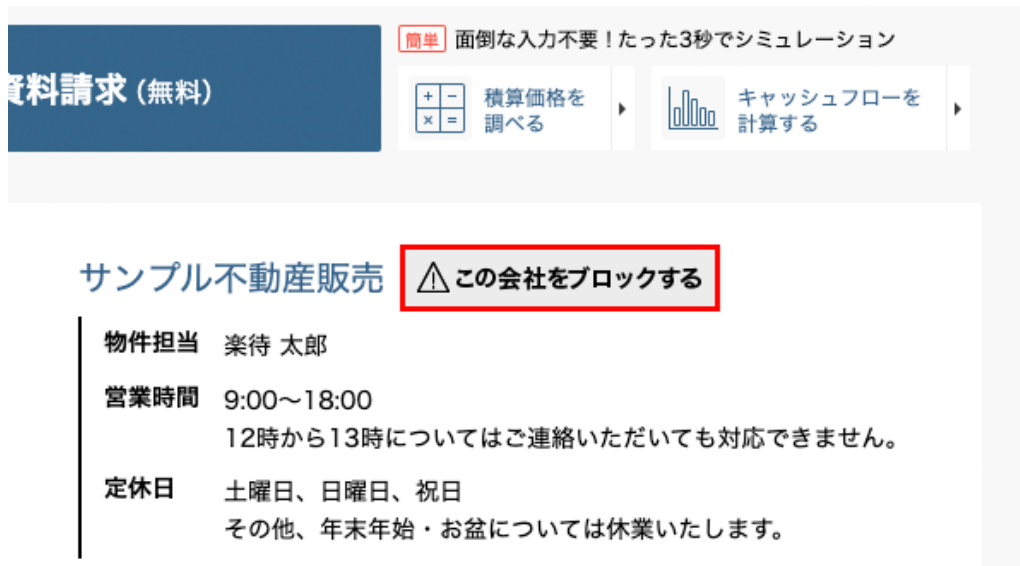 簡単 面倒な入力不要！たった3秒でシミュレーション
資料請求（無料）
積算価格を
調べる
キャッシュフローを
計算する
サンプル不動産販売
この会社をブロックする
物件担当 楽待 太郎
営業時間 9:00〜18:00
12時から13時についてはご連絡いただいても対応できません。
定休日 土曜日、日曜日、祝日
その他、年末年始・お盆については休業いたします。